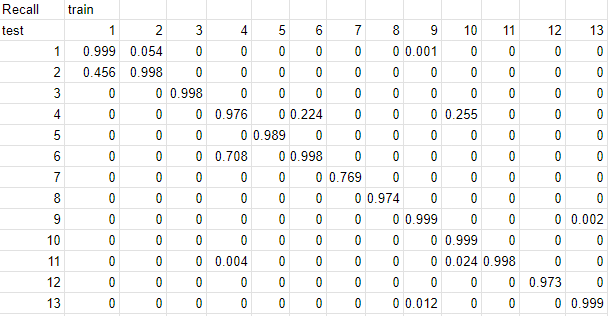 Recall train
test 1 2 3 4 5 6 7 8 9 10 11 12 13
1 0.999 0.054 0 0 0 0 0 0 0.001 0 0 0 0
2 0.456 0.998 0 0 0 0 0 0 0 0 0 0 0
3 0 0 0.998 0 0 0 0 0 0 0 0 0 0
4 0 0 0 0.976 0 0.224 0 0 0 0.255 0 0 0
5 0 0 0 0 0.989 0 0 0 0 0 0 0 0
6 0 0 0 0.708 0 0.998 0 0 0 0 0 0 0
7 0 0 0 0 0 0 0.769 0 0 0 0 0 0
8 0 0 0 0 0 0 0 0.974 0 0 0 0 0
9 0 0 0 0 0 0 0 0 0.999 0 0 0 0.002
10 0 0 0 0 0 0 0 0 0 0.999 0 0 0
11 0 0 0 0.004 0 0 0 0 0 0.024 0.998 0 0
12 0 0 0 0 0 0 0 0 0 0 0 0.973 0
13 0 0 0 0 0 0 0 0 0.012 0 0 0 0.999